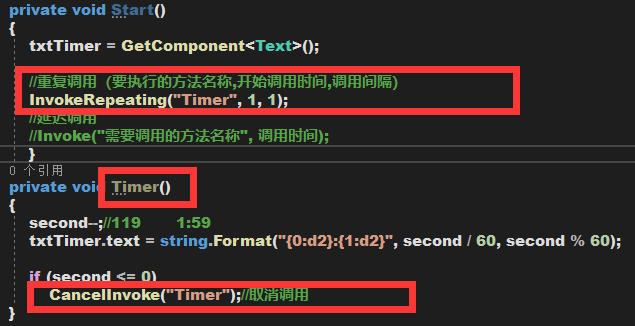 private void Start()
{
txtTimer = GetComponent<Text>();
//重复调用（要执行的方法名称,开始调用时间,调用间隔）
InvokeRepeating("Timer", 1, 1);
//延迟调用
//Invoke("需要调用的方法名称", 调用时间);
}
0 个引用
private void Timer()
{
second--;//119 1:59
txtTimer.text = string.Format("{0:d2}:{1:d2}", second / 60, second % 60);
if (second <= 0)
CancelInvoke("Timer");//取消调用
}